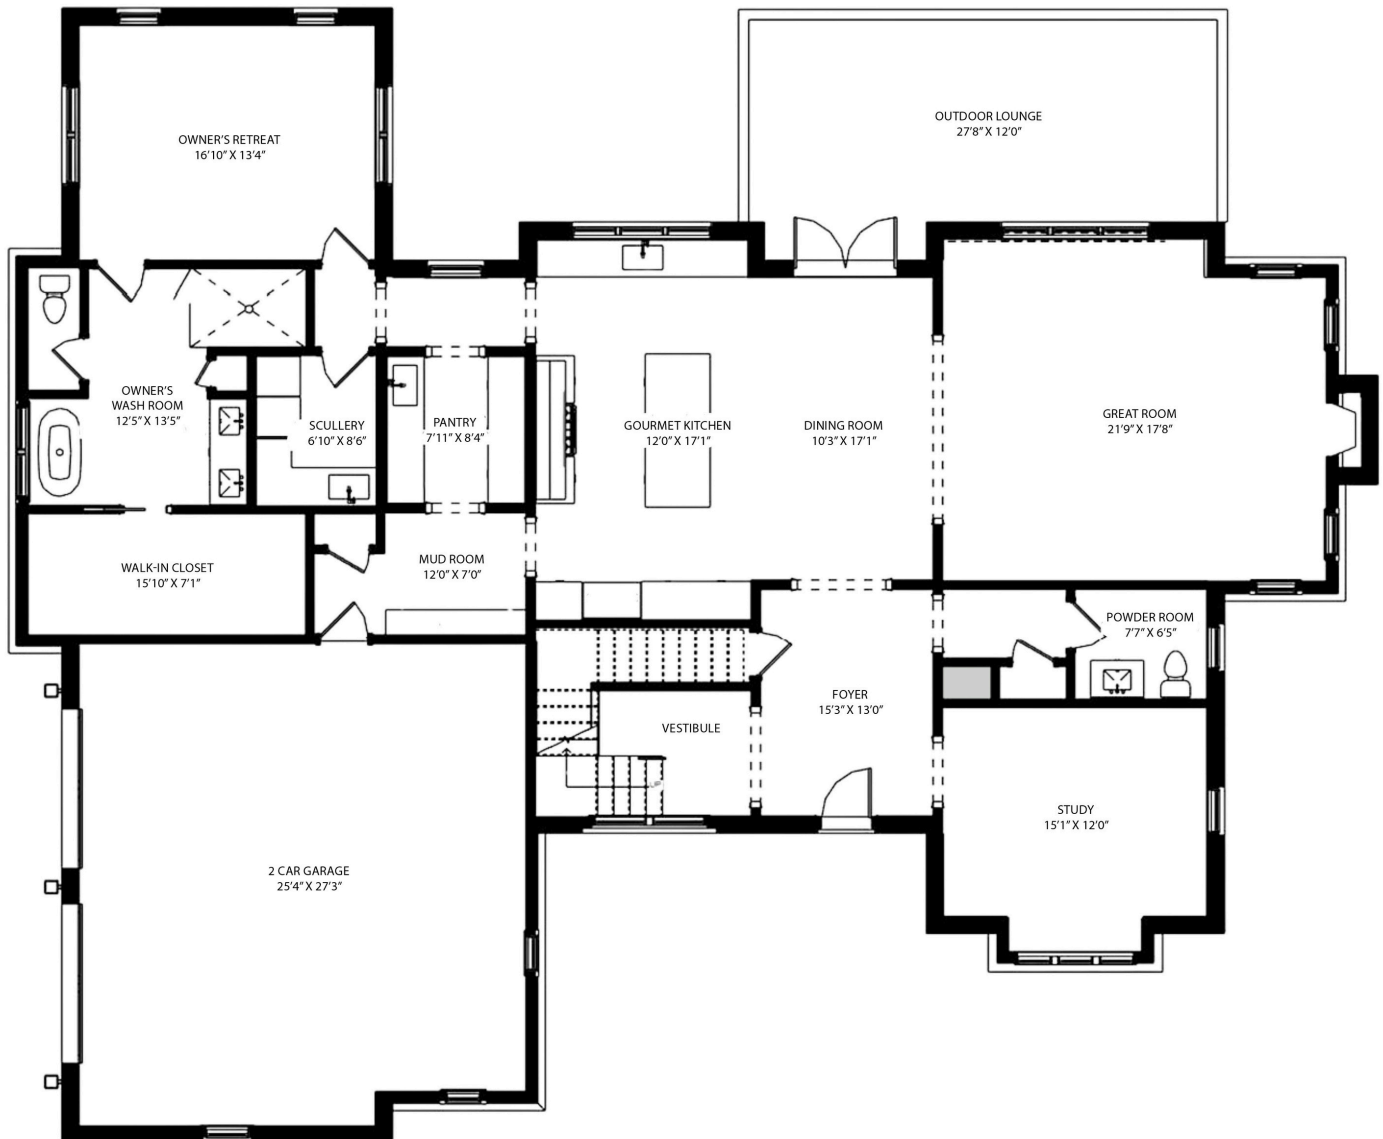 OUTDOOR LOUNGE
27'8" X 12'0"
OWNER'S RETREAT
16'10" X 13'4"
OWNER'S
WASH ROOM
12'5" X 13'5"
SCULLERY
6'10" X 8'6"
PANTRY
7'11" X 8'4"
GOURMET KITCHEN
12'0" X 17'1"
DINING ROOM
10'3" X 17'1"
GREAT ROOM
21'9" X 17'8"
WALK-IN CLOSET
15'10" X 7'1"
MUD ROOM
12'0" X 7'0"
POWDER ROOM
7'7" X 6'5"
FOYER
15'3" X 13'0"
VESTIBULE
STUDY
15'1" X 12'0"
2 CAR GARAGE
25'4" X 27'3"